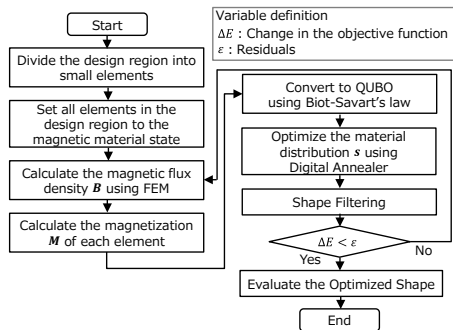 Start
Divide the design region into
small elements
Set all elements in the
design region to the
magnetic material state
Calculate the magnetic flux
density B using FEM
Calculate the magnetization
M of each element
Variable definition
ΔE : Change in the objective function
ε : Residuals
Convert to QUBO
using Biot-Savart's law
Optimize the material
distribution s using
Digital Annealer
Shape Filtering
ΔE < ε
No
Yes
Evaluate the Optimized Shape
End